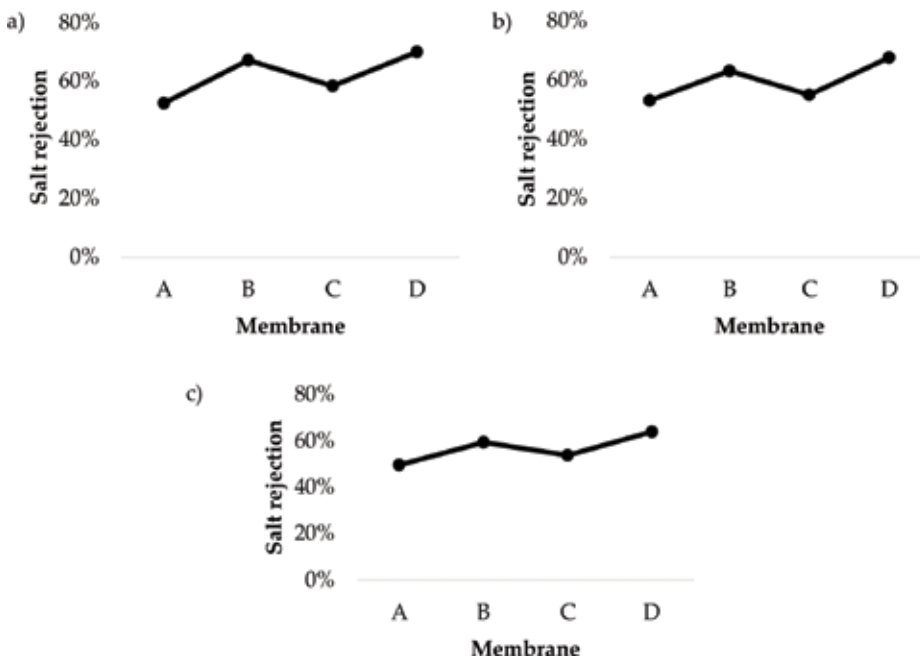 a)
80%
60%
40%
20%
0%
Salt rejection
A B C D
Membrane
b)
80%
60%
40%
20%
0%
Salt rejection
A B C D
Membrane
c)
80%
60%
40%
20%
0%
Salt rejection
A B C D
Membrane